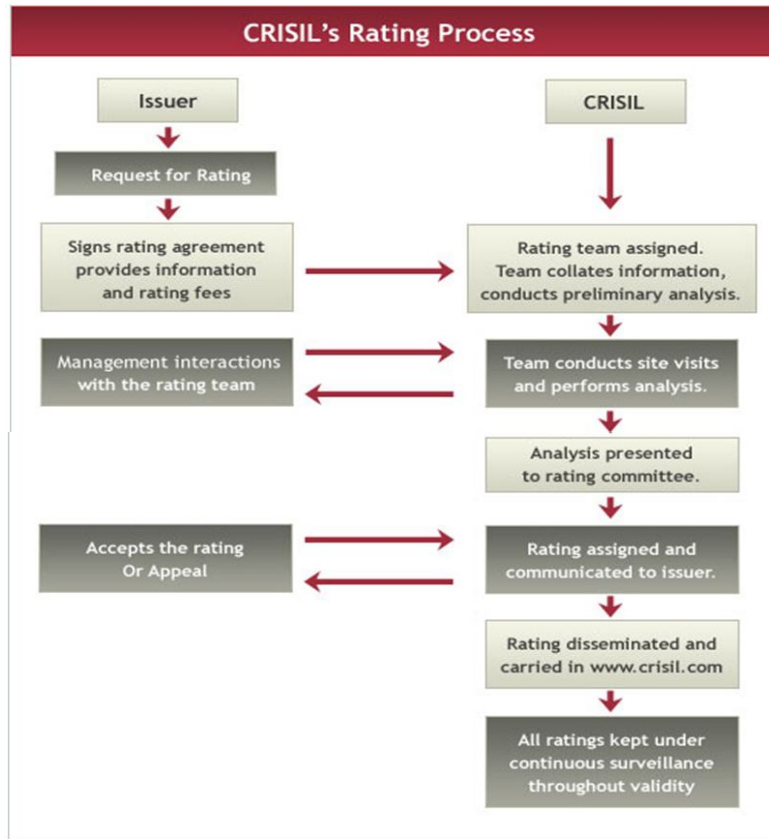 CRISIL's Rating Process
Issuer
CRISIL
Request for Rating
Signs rating agreement
provides information
and rating fees
Rating team assigned.
Team collates information,
conducts preliminary analysis.
Management interactions
with the rating team
Team conducts site visits
and performs analysis.
Analysis presented
to rating committee.
Accepts the rating
Or Appeal
Rating assigned and
communicated to issuer.
Rating disseminated and
carried in www.crisil.com
All ratings kept under
continuous surveillance
throughout validity